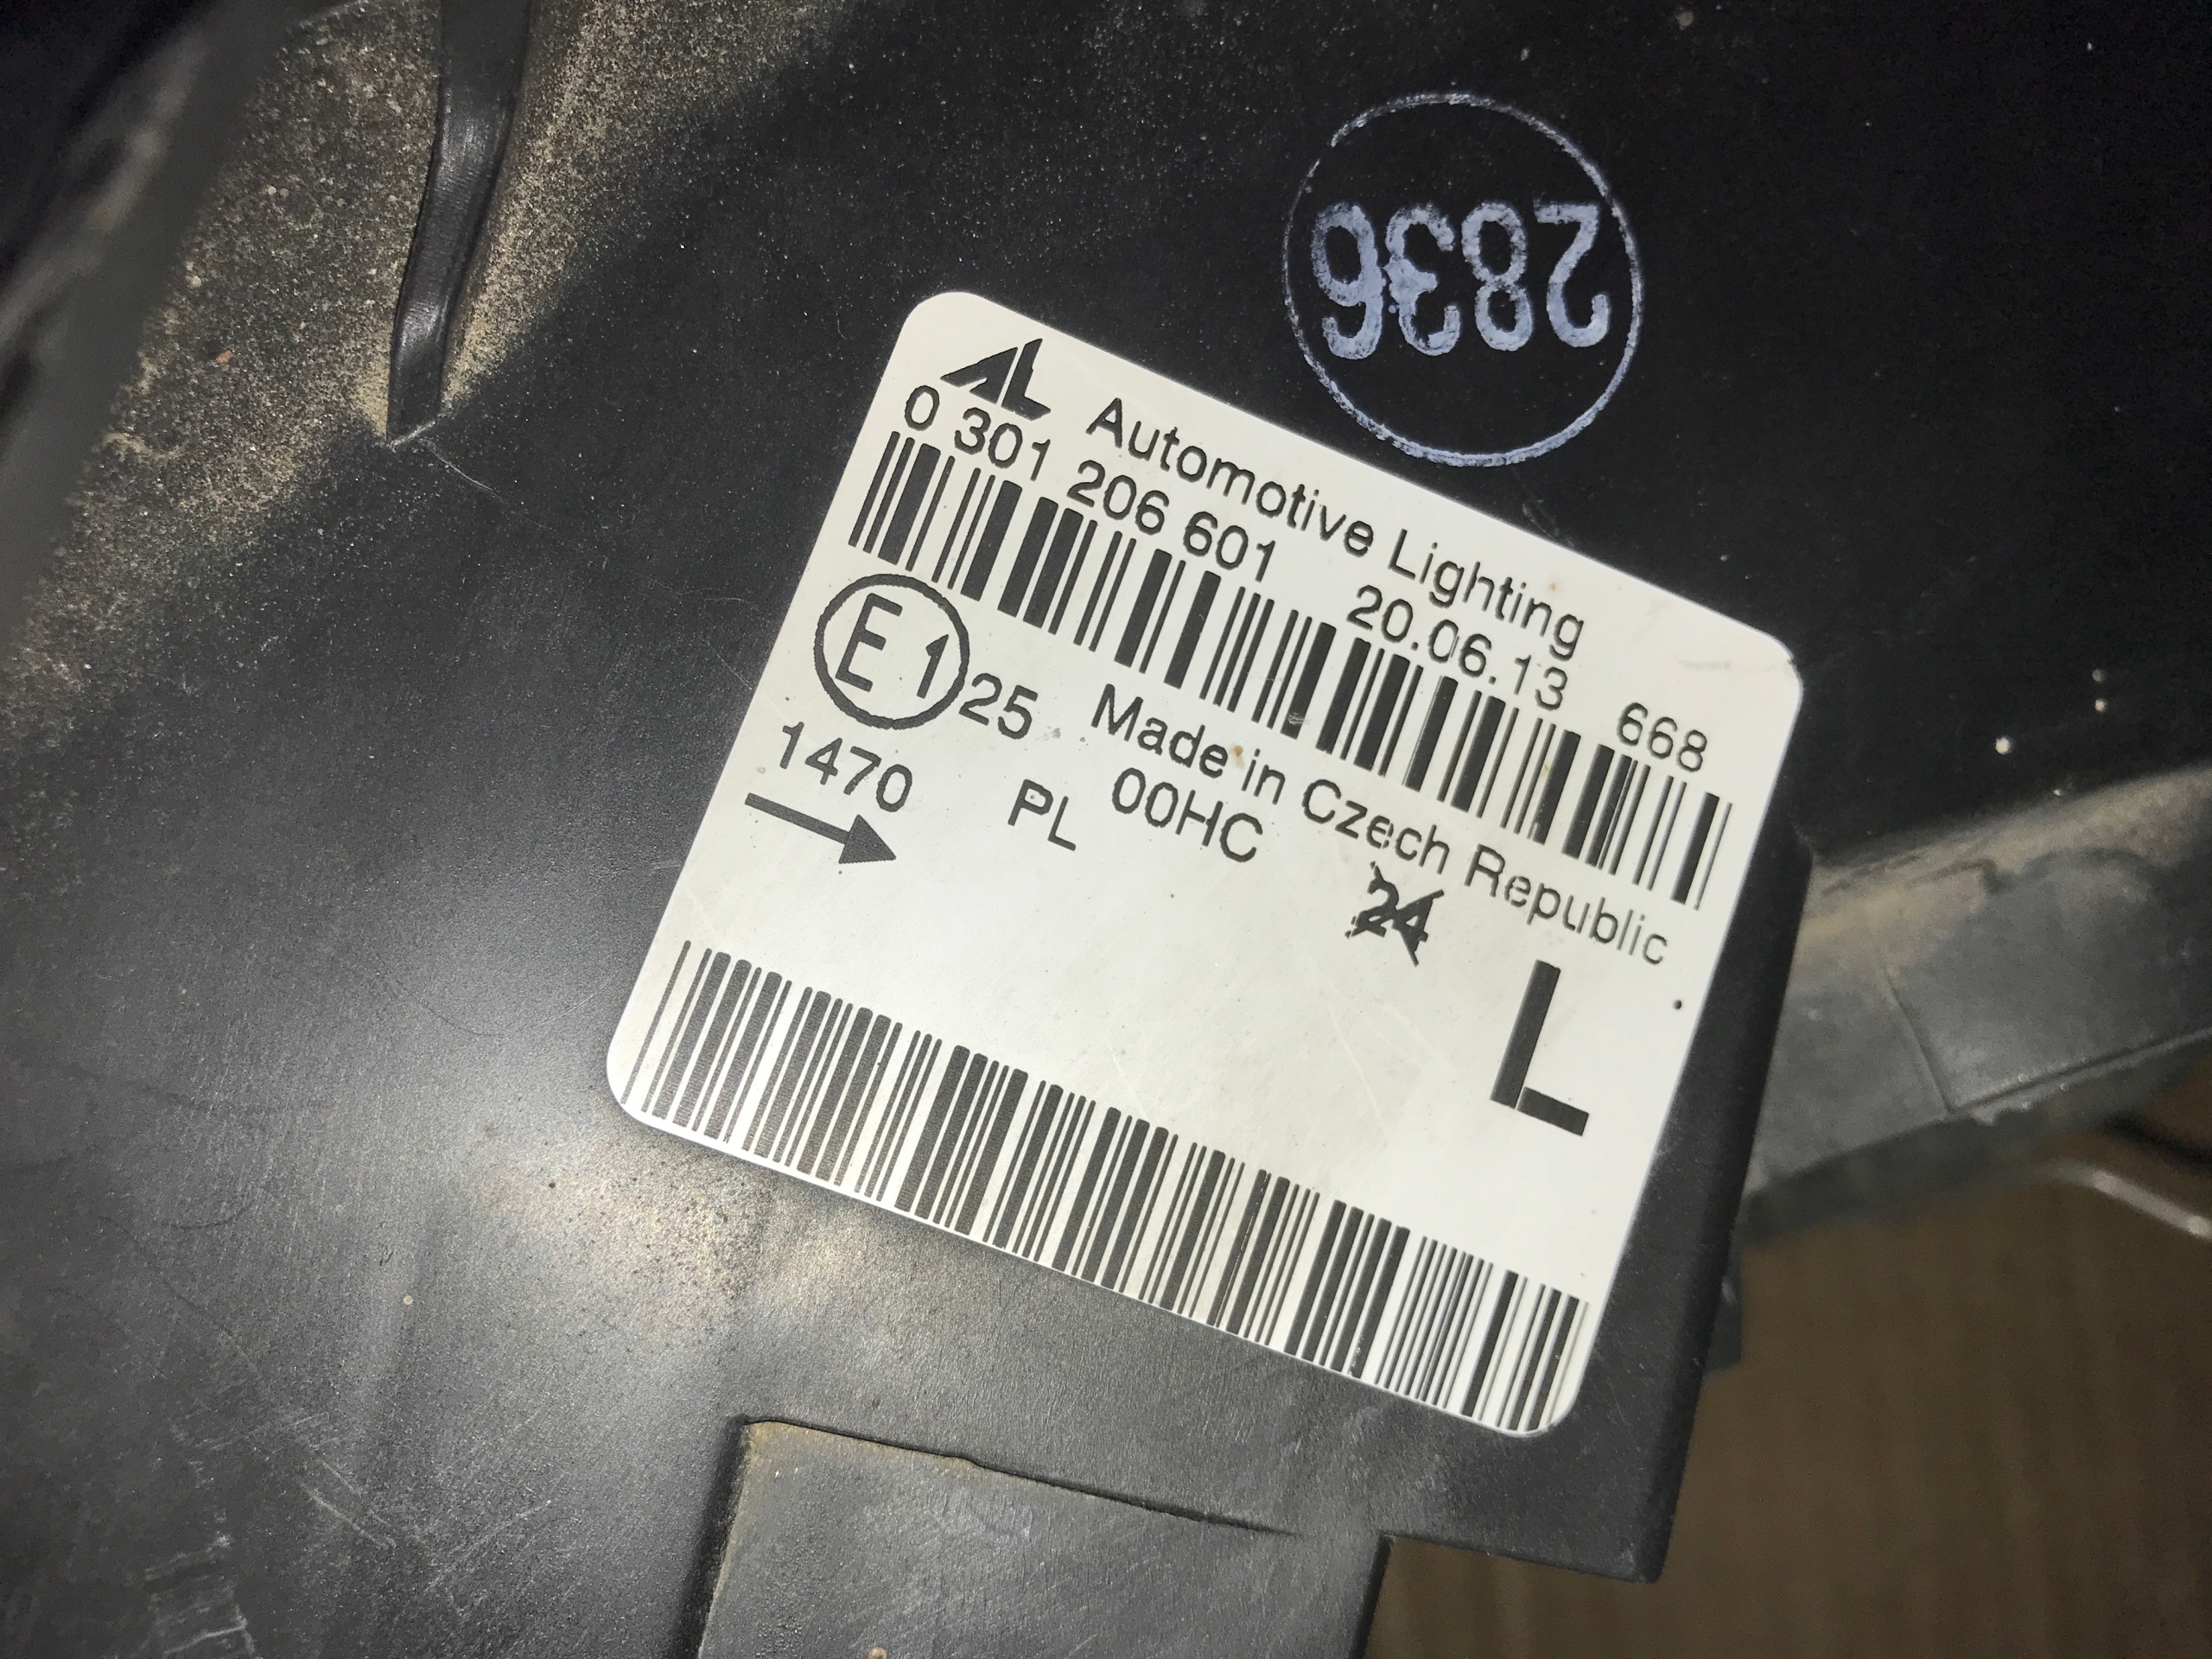 2836
AL Automotive Lighting
0 301 206 601 20.06.13 668
E1 25 Made in Czech Republic
1470 PL 00HC 24
L